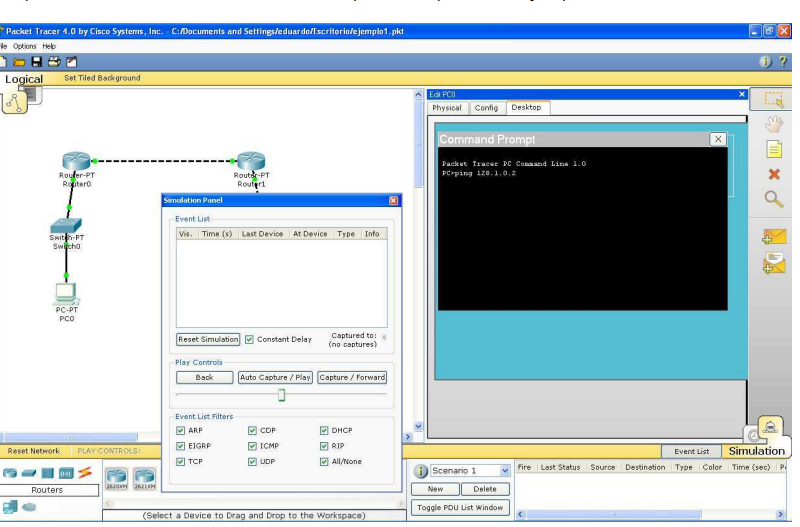 Packet Tracer 4.0 by Cisco Systems, Inc. - C:/Documents and Settings/eduardo/Escritorio/ejemplo1.pkt
Options Help
Logical Set Tiled Background
Edit PC0
Physical Config Desktop
Command Prompt
Packet Tracer PC Command Line 1.0
PC>ping 128.1.0.2
Router-PT
Router0
Router-PT
Router1
Switch-PT
Switch0
PC-PT
PC0
Simulation Panel
Event List
Vis. Time (s) Last Device At Device Type Info
Reset Simulation Constant Delay Captured to:
(no captures)
Play Controls
Back Auto Capture / Play Capture / Forward
Event List Filters
ARP CDP DHCP
EIGRP ICMP RIP
TCP UDP All/None
Reset Network PLAY CONTROLS: Event List Simulation
Routers
2620XM 2621XM
(Select a Device to Drag and Drop to the Workspace)
Scenario 1
New Delete
Toggle PDU List Window
Fire Last Status Source Destination Type Color Time (sec)